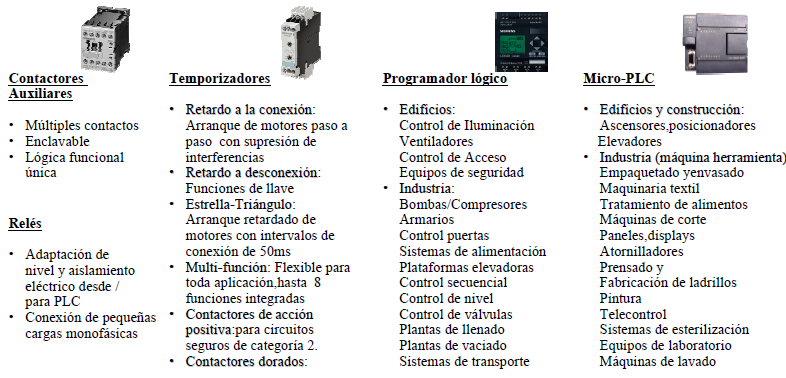 Contactores
Auxiliares
• Múltiples contactos
• Enclavable
• Lógica funcional
única
Relés
• Adaptación de
nivel y aislamiento
eléctrico desde /
para PLC
• Conexión de pequeñas
cargas monofásicas
Temporizadores
• Retardo a la conexión:
Arranque de motores paso a
paso con supresión de
interferencias
• Retardo a desconexión:
Funciones de llave
• Estrella-Triángulo:
Arranque retardado de
motores con intervalos de
conexión de 50ms
• Multi-función: Flexible para
toda aplicación,hasta 8
funciones integradas
• Contactores de acción
positiva:para circuitos
seguros de categoría 2.
• Contactores dorados:
SIEMENS
Programador lógico
• Edificios:
Control de Iluminación
Ventiladores
Control de Acceso
Equipos de seguridad
• Industria:
Bombas/Compresores
Armarios
Control puertas
Sistemas de alimentación
Plataformas elevadoras
Control secuencial
Control de nivel
Control de válvulas
Plantas de llenado
Plantas de vaciado
Sistemas de transporte
Micro-PLC
• Edificios y construcción:
Ascensores,posicionadores
Elevadores
• Industria (máquina herramienta)
Empaquetado yenvasado
Maquinaria textil
Tratamiento de alimentos
Máquinas de corte
Paneles,displays
Atornilladores
Prensado y
Fabricación de ladrillos
Pintura
Telecontrol
Sistemas de esterilización
Equipos de laboratorio
Máquinas de lavado